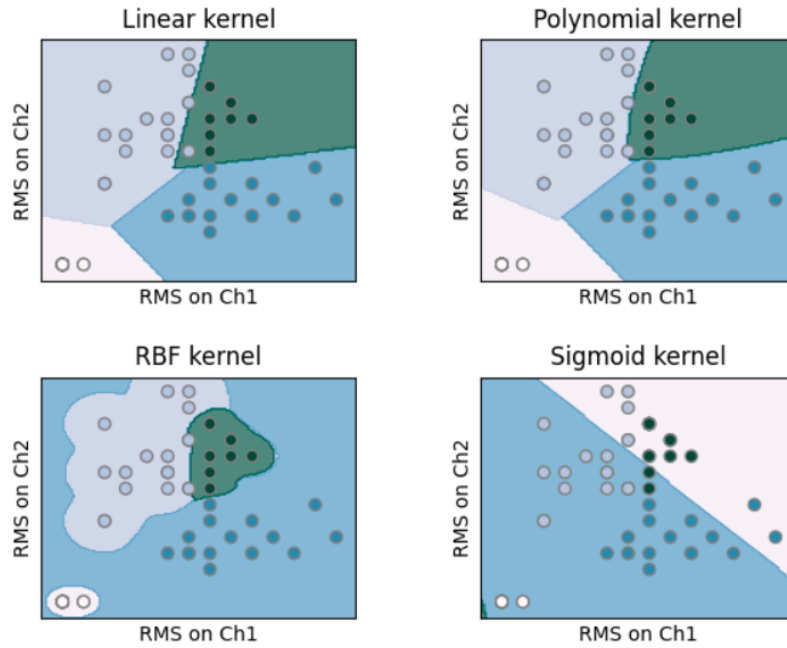 Linear kernel
RMS on Ch2
RMS on Ch1
Polynomial kernel
RMS on Ch2
RMS on Ch1
RBF kernel
RMS on Ch2
RMS on Ch1
Sigmoid kernel
RMS on Ch2
RMS on Ch1